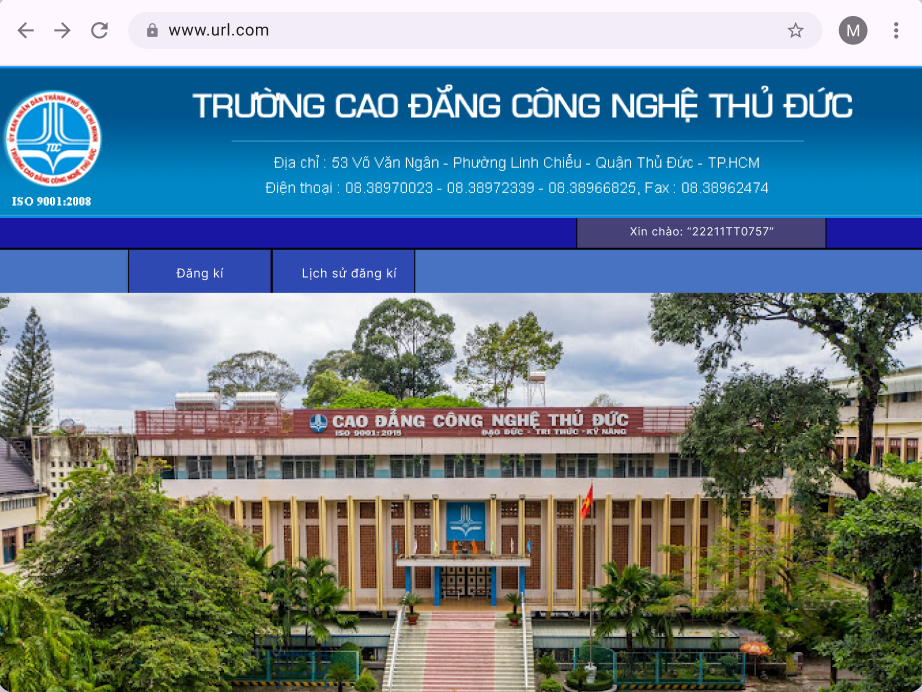 www.url.com
M
TRƯỜNG CAO ĐẲNG CÔNG NGHỆ THỦ ĐỨC
ỦY BAN NHÂN DÂN THÀNH PHỐ HỒ CHÍ MINH
TDC
TRƯỜNG CAO ĐẲNG CÔNG NGHỆ THỦ ĐỨC
ISO 9001:2008
Địa chỉ : 53 Võ Văn Ngân - Phường Linh Chiểu - Quận Thủ Đức - TP.HCM
Điện thoại : 08.38970023 - 08.38972339 - 08.38966825, Fax : 08.38962474
Xin chào: “22211TT0757”
Đăng kí
Lịch sử đăng kí
CAO ĐẲNG CÔNG NGHỆ THỦ ĐỨC
ISO 9001:2015 ĐẠO ĐỨC - TRI THỨC - KỸ NĂNG